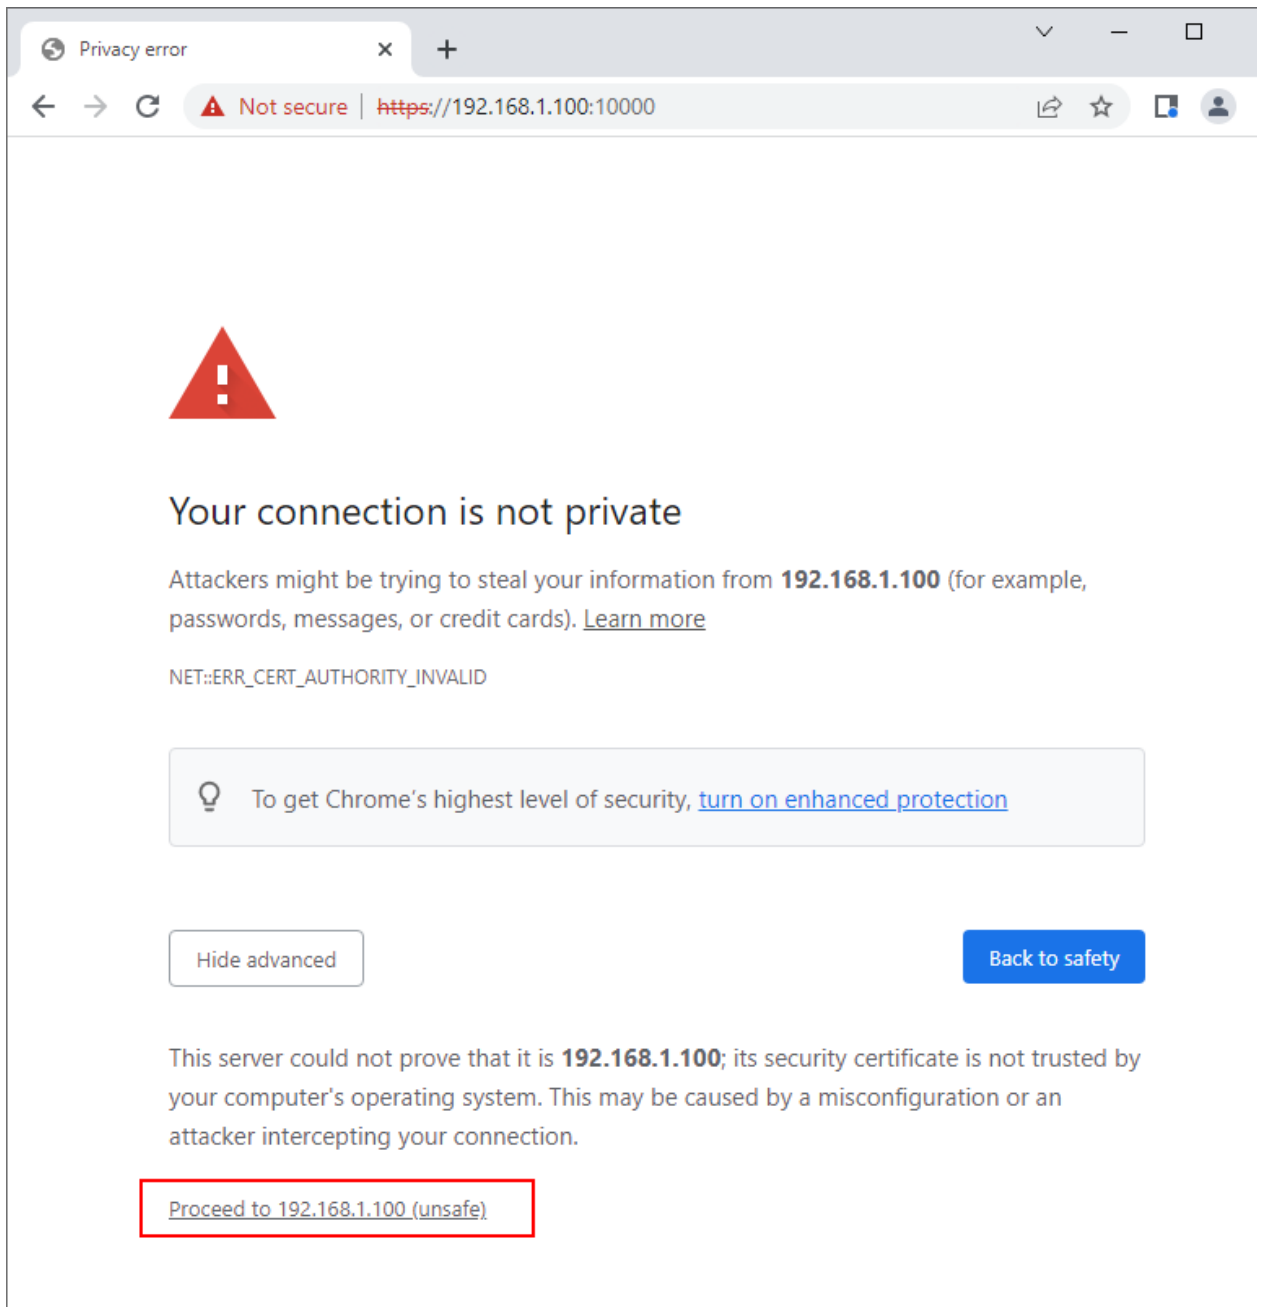 Privacy error
Not secure | https://192.168.1.100:10000
Your connection is not private
Attackers might be trying to steal your information from 192.168.1.100 (for example,
passwords, messages, or credit cards). Learn more
NET::ERR_CERT_AUTHORITY_INVALID
To get Chrome's highest level of security, turn on enhanced protection
Hide advanced
Back to safety
This server could not prove that it is 192.168.1.100; its security certificate is not trusted by
your computer's operating system. This may be caused by a misconfiguration or an
attacker intercepting your connection.
Proceed to 192.168.1.100 (unsafe)